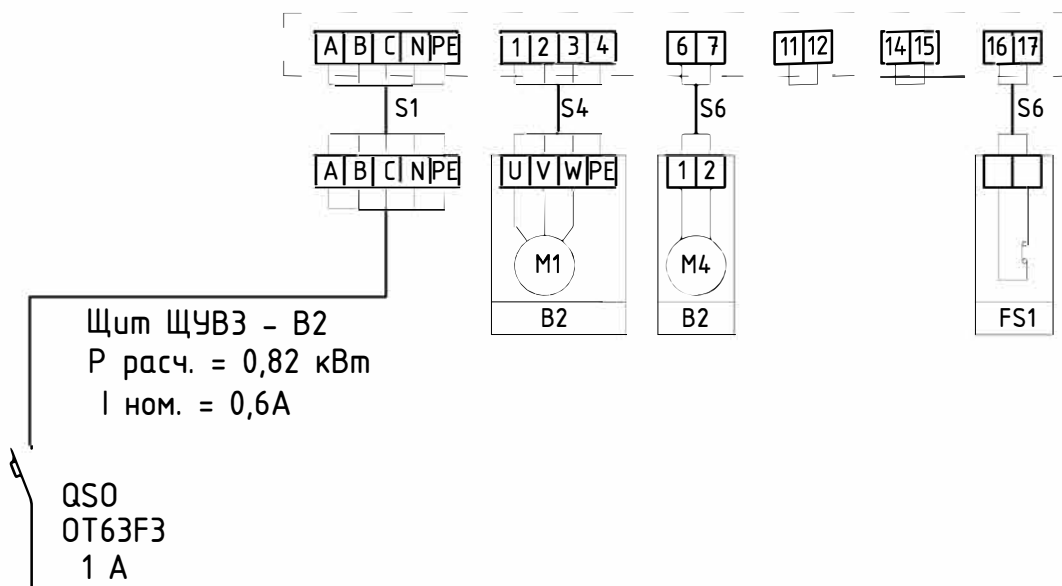 A B C N PE 1 2 3 4 6 7 11 12 14 15 16 17
S1 S4 S6 S6
A B C N PE U V W PE 1 2
M1 M4
B2 B2 FS1
Щит ЩУВЗ - В2
Р расч. = 0,82 кВт
I ном. = 0,6А
QS0
OT63F3
1 А